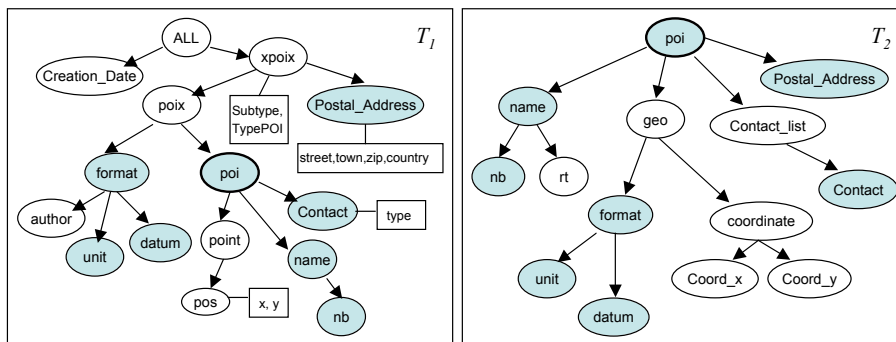 T1
ALL
Creation_Date
xpoix
poix
Subtype,
TypePOI
Postal_Address
street,town,zip,country
format
poi
author
unit
datum
point
Contact
type
name
pos
x, y
nb
T2
poi
Postal_Address
name
geo
Contact_list
nb
rt
Contact
format
coordinate
unit
datum
Coord_x
Coord_y